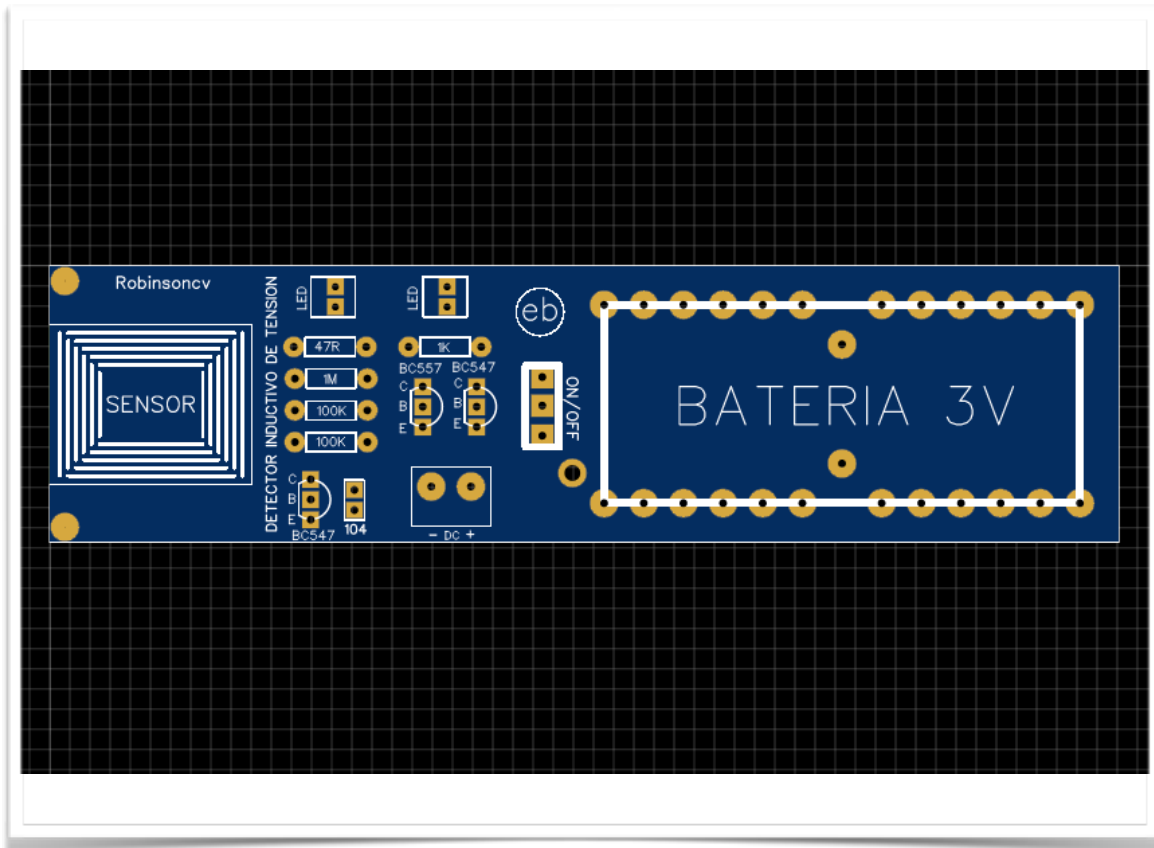 Robinsoncv
SENSOR
DETECTOR INDUCTIVO DE TENSION
LED
47R
1M
100K
100K
C
B
E
BC547
104
LED
1K
BC557
C
B
E
BC547
C
B
E
- DC +
eb
ON/OFF
BATERIA 3V